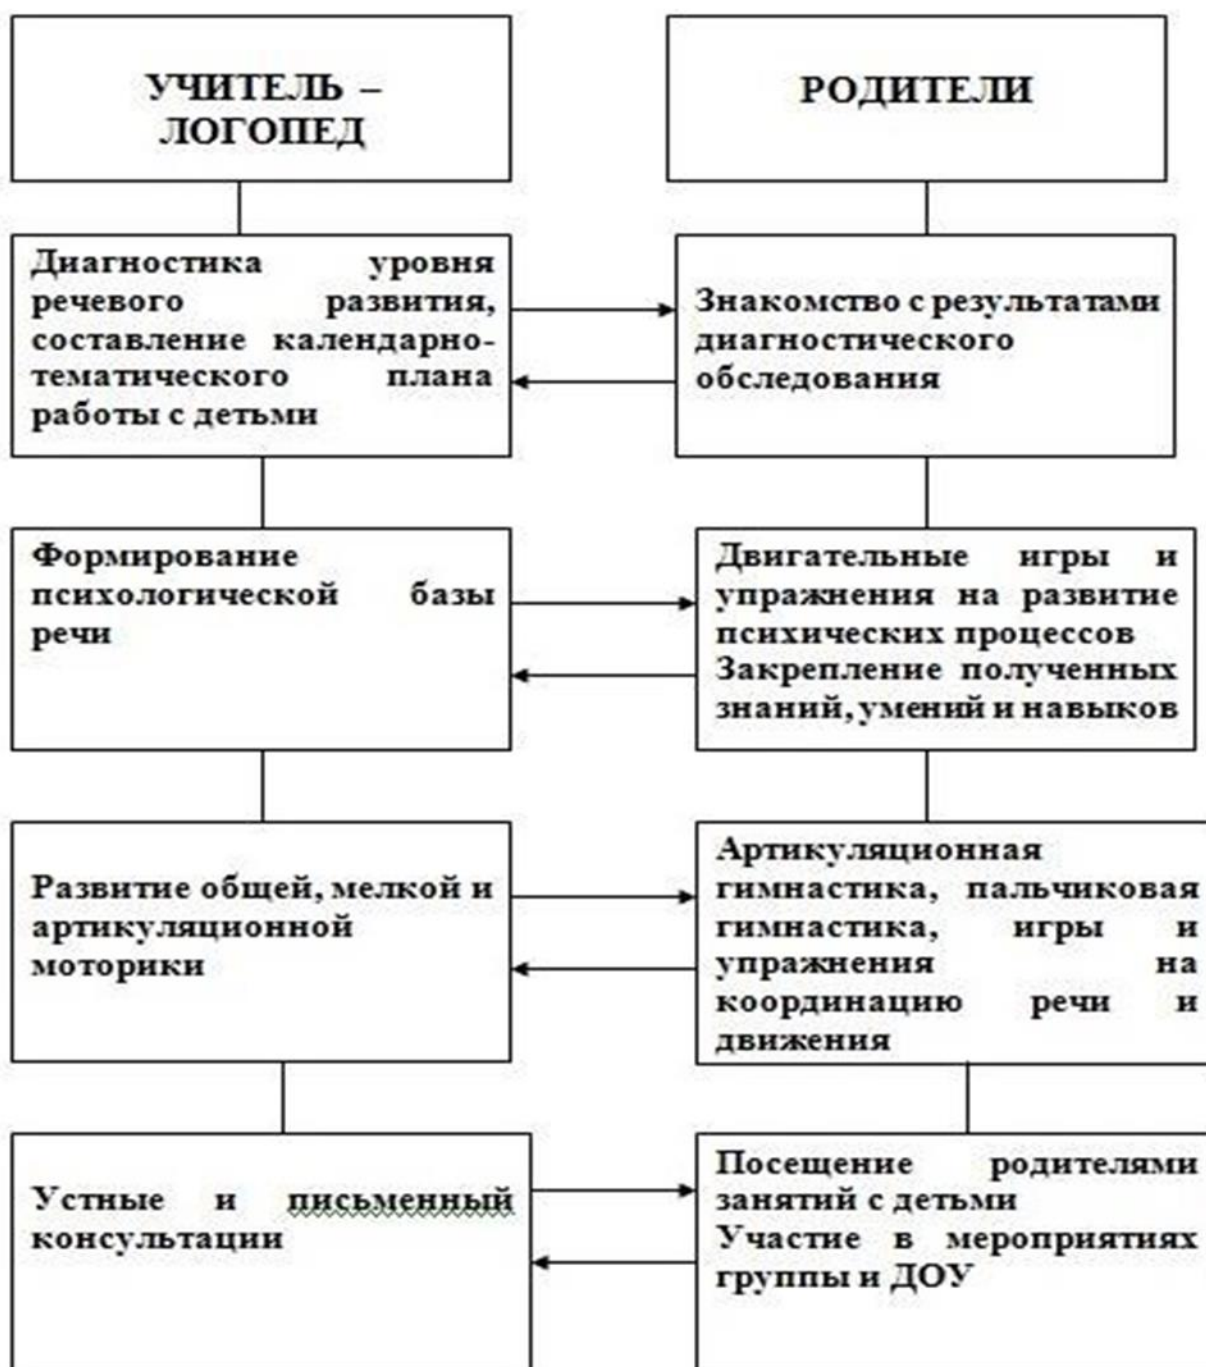 УЧИТЕЛЬ –
ЛОГОПЕД
РОДИТЕЛИ
Диагностика уровня
речевого развития,
составление календарно-
тематического плана
работы с детьми
Знакомство с результатами
диагностического
обследования
Формирование
психологической базы
речи
Двигательные игры и
упражнения на развитие
психических процессов
Закрепление полученных
знаний, умений и навыков
Развитие общей, мелкой и
артикуляционной
моторики
Артикуляционная
гимнастика, пальчиковая
гимнастика, игры и
упражнения на
координацию речи и
движения
Устные и письменный
консультации
Посещение родителями
занятий с детьми
Участие в мероприятиях
группы и ДОУ